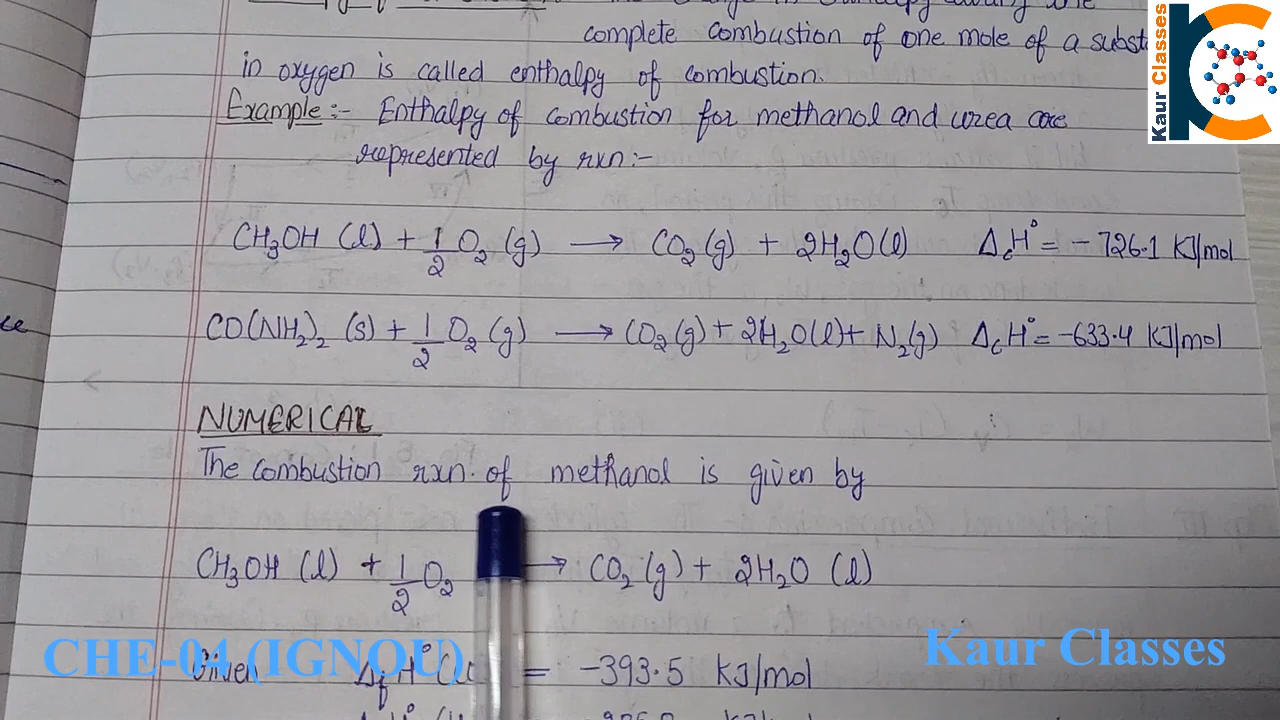 complete combustion of one mole of a subst
in oxygen is called enthalpy of combustion.
Example:- Enthalpy of combustion for methanol and urea are
represented by rxn:-
CH₃OH (l) + 1/2 O₂ (g) → CO₂ (g) + 2H₂O(l) ΔcH° = - 726.1 KJ/mol
CO(NH₂)₂ (s) + 1/2 O₂ (g) → CO₂(g) + 2H₂O(l) + N₂(g) ΔcH° = -633.4 KJ/mol
NUMERICAL
The combustion rxn. of methanol is given by
CH₃OH (l) + 1/2 O₂ → CO₂ (g) + 2H₂O (l)
Given ΔfH° = -393.5 KJ/mol
CHE-04 (IGNOU)
Kaur Classes
Kaur Classes